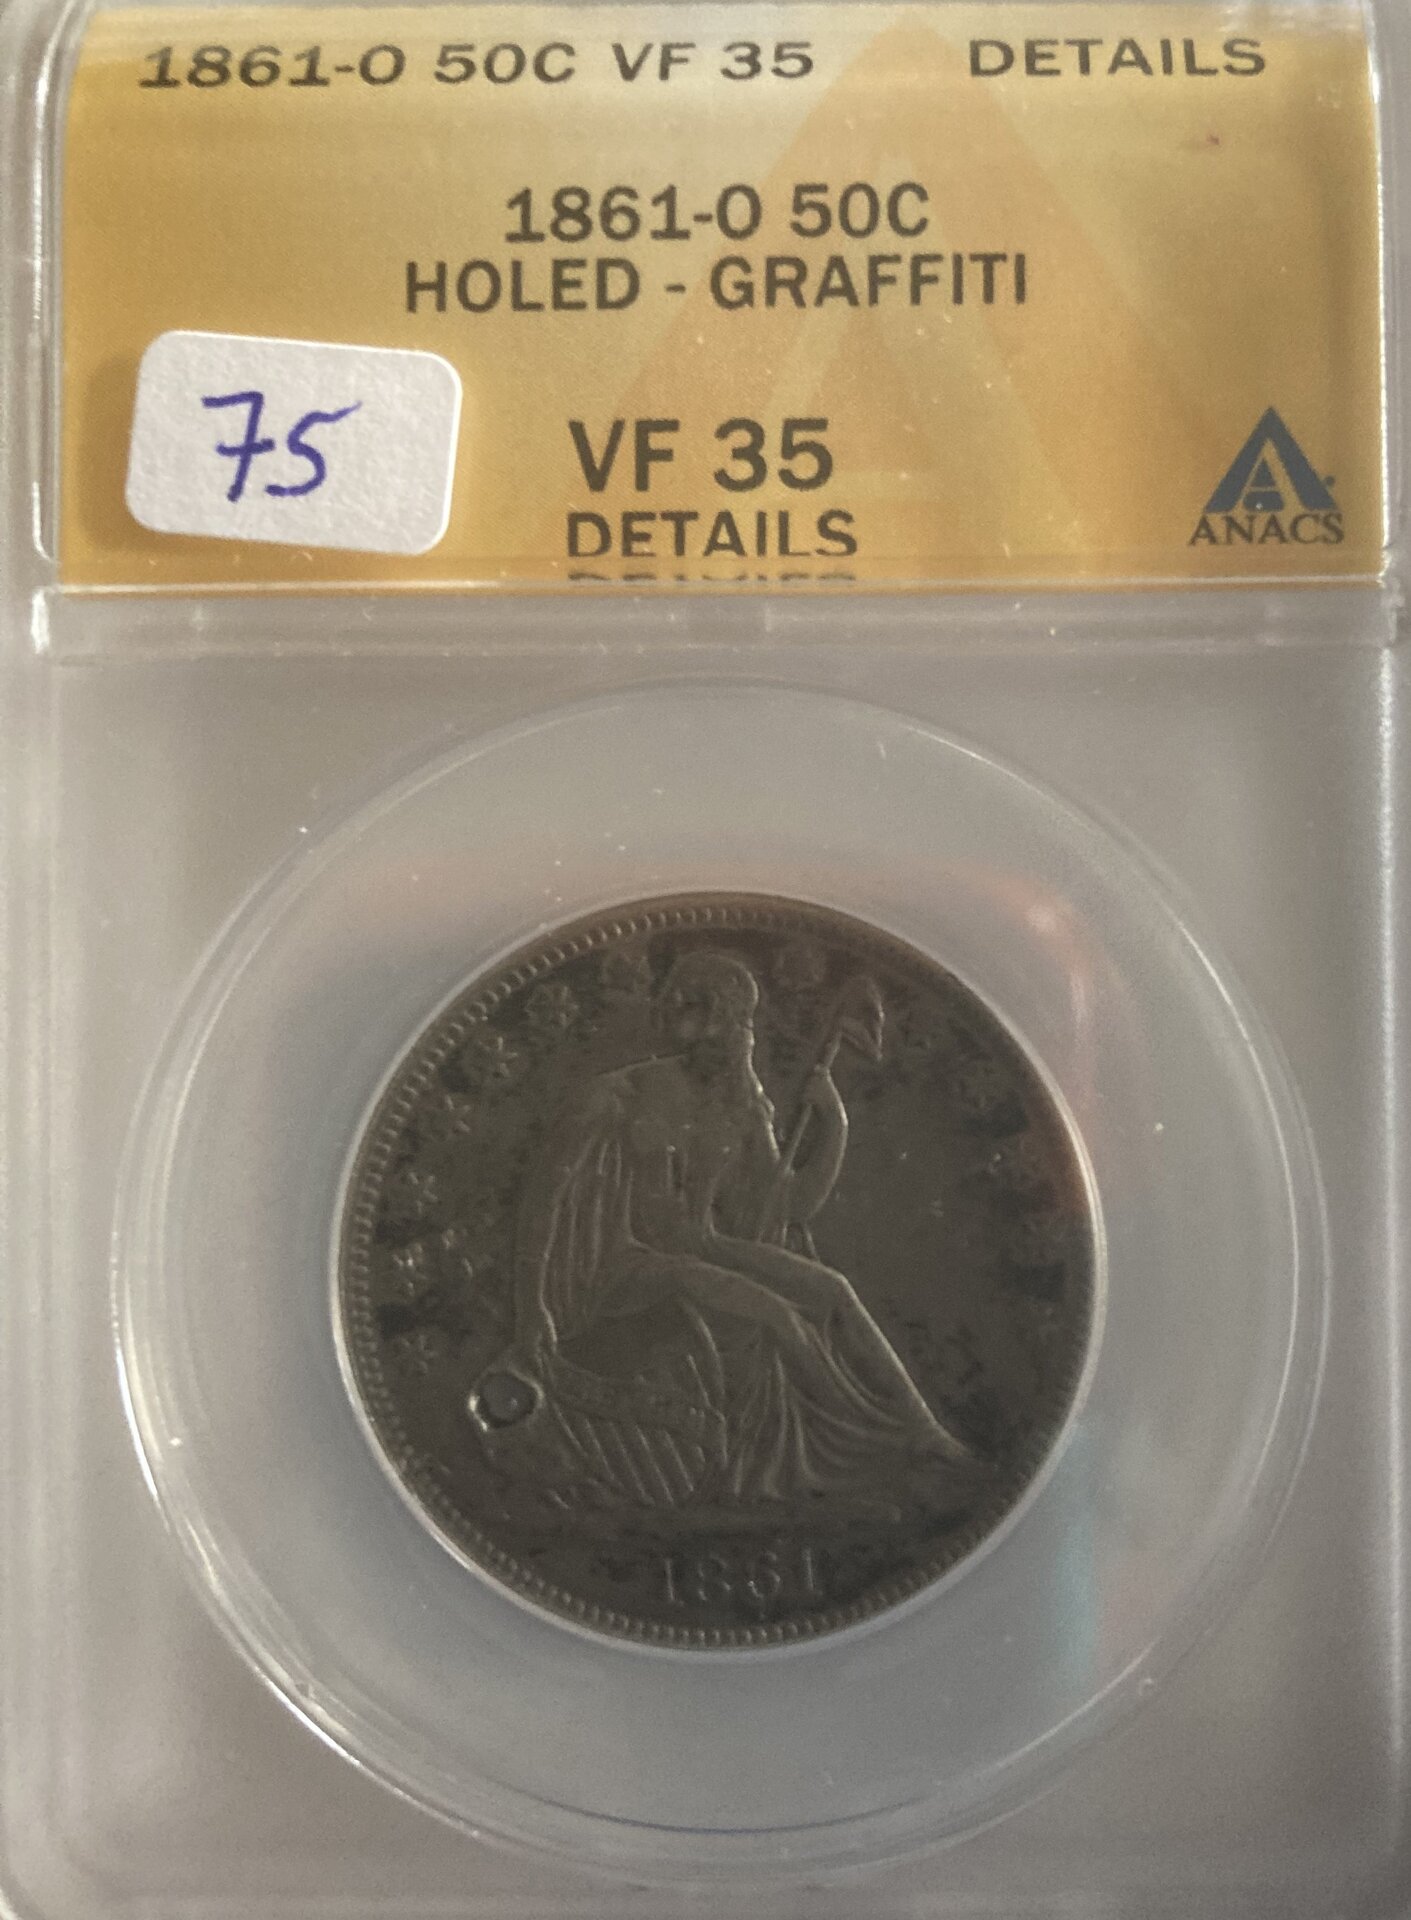 1861-O 50C VF 35 DETAILS
1861-O 50C
HOLED - GRAFFITI
75
VF 35
DETAILS
ANACS
1861